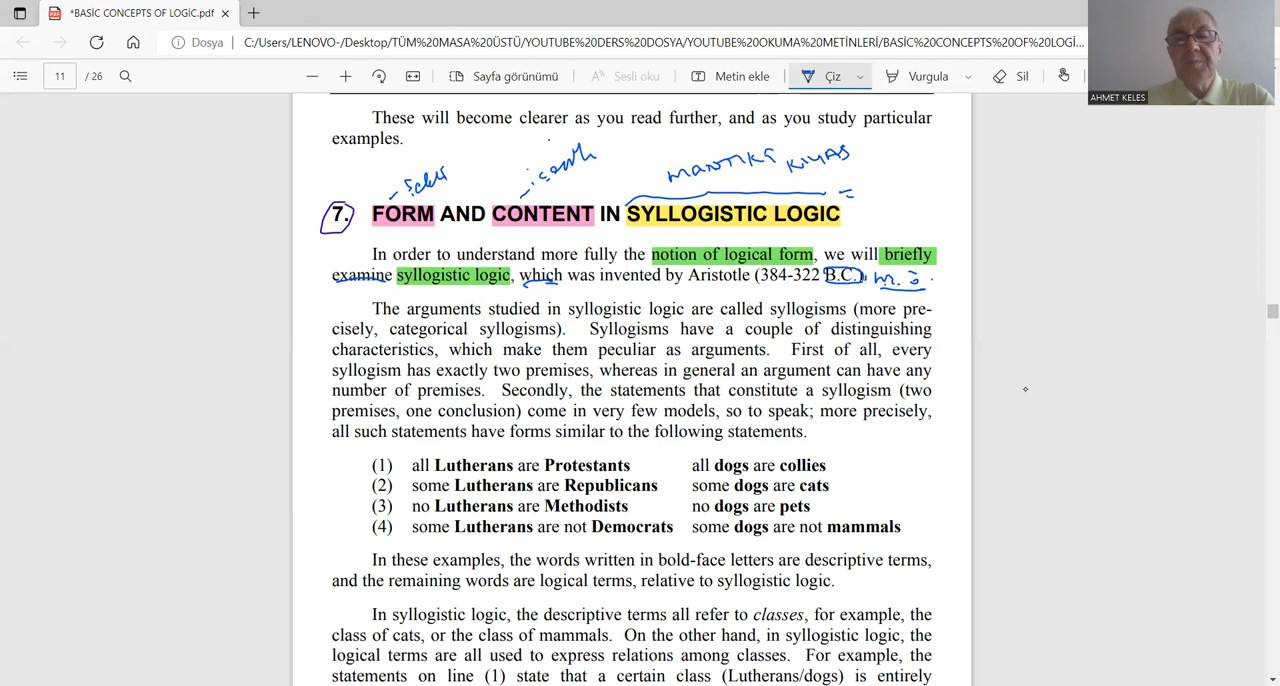 *BASİC CONCEPTS OF LOGİC.pdf
Dosya
C:/Users/LENOVO-/Desktop/TÜM%20MASA%20ÜSTÜ/YOUTUBE%20DERS%20DOSYA/YOUTUBE%20OKUMA%20METİNLERİ/BASİC%20CONCEPTS%20OF%20LOGİ...
11 / 26 Sayfa görünümü Sesli oku Metin ekle Çiz Vurgula Sil
AHMET KELES
These will become clearer as you read further, and as you study particular
examples.
MANTIKİ KIYAS
7. FORM AND CONTENT IN SYLLOGISTIC LOGIC
In order to understand more fully the notion of logical form, we will briefly
examine syllogistic logic, which was invented by Aristotle (384-322 B.C.). m.ö.
The arguments studied in syllogistic logic are called syllogisms (more pre-
cisely, categorical syllogisms). Syllogisms have a couple of distinguishing
characteristics, which make them peculiar as arguments. First of all, every
syllogism has exactly two premises, whereas in general an argument can have any
number of premises. Secondly, the statements that constitute a syllogism (two
premises, one conclusion) come in very few models, so to speak; more precisely,
all such statements have forms similar to the following statements.
(1) all Lutherans are Protestants all dogs are collies
(2) some Lutherans are Republicans some dogs are cats
(3) no Lutherans are Methodists no dogs are pets
(4) some Lutherans are not Democrats some dogs are not mammals
In these examples, the words written in bold-face letters are descriptive terms,
and the remaining words are logical terms, relative to syllogistic logic.
In syllogistic logic, the descriptive terms all refer to classes, for example, the
class of cats, or the class of mammals. On the other hand, in syllogistic logic, the
logical terms are all used to express relations among classes. For example, the
statements on line (1) state that a certain class (Lutherans/dogs) is entirely